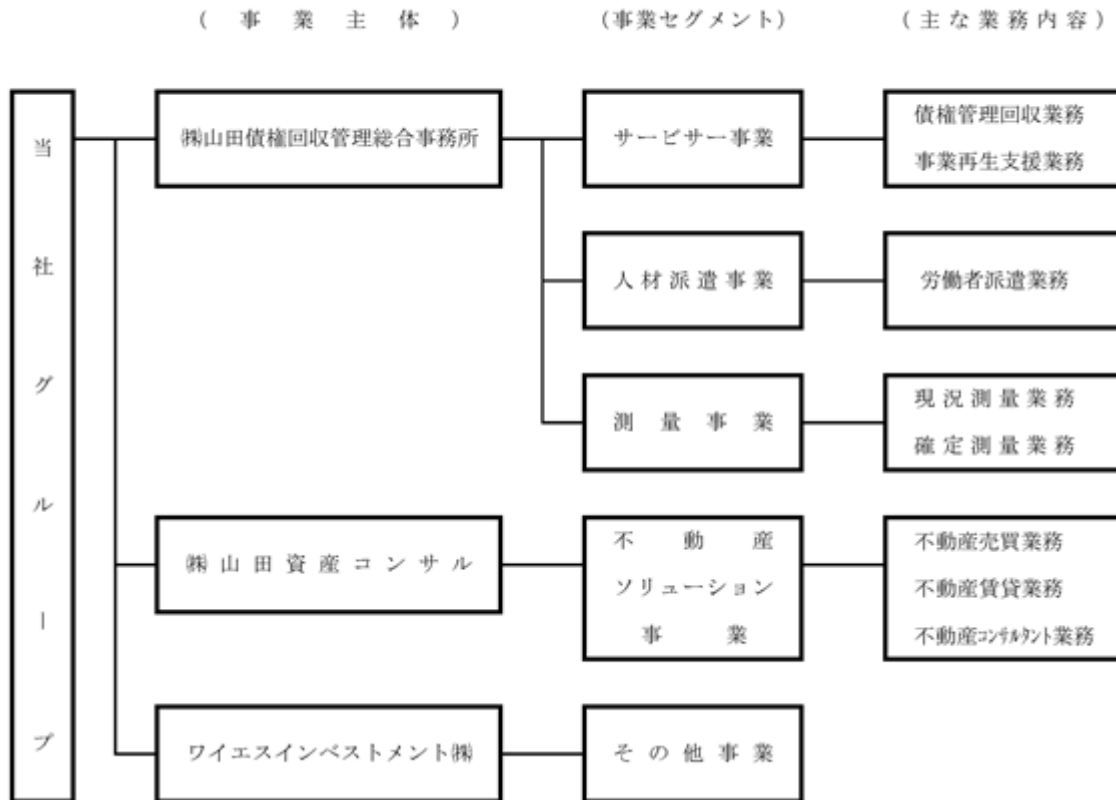 (事業主体)
(事業セグメント)
(主な業務内容)
当社グループ
㈱山田債権回収管理総合事務所
サービサー事業
債権管理回収業務
事業再生支援業務
人材派遣事業
労働者派遣業務
測量事業
現況測量業務
確定測量業務
㈱山田資産コンサル
不動産
ソリューション
事業
不動産売買業務
不動産賃貸業務
不動産ｺﾝｻﾙﾀﾝﾄ業務
ワイエスインベストメント㈱
その他事業